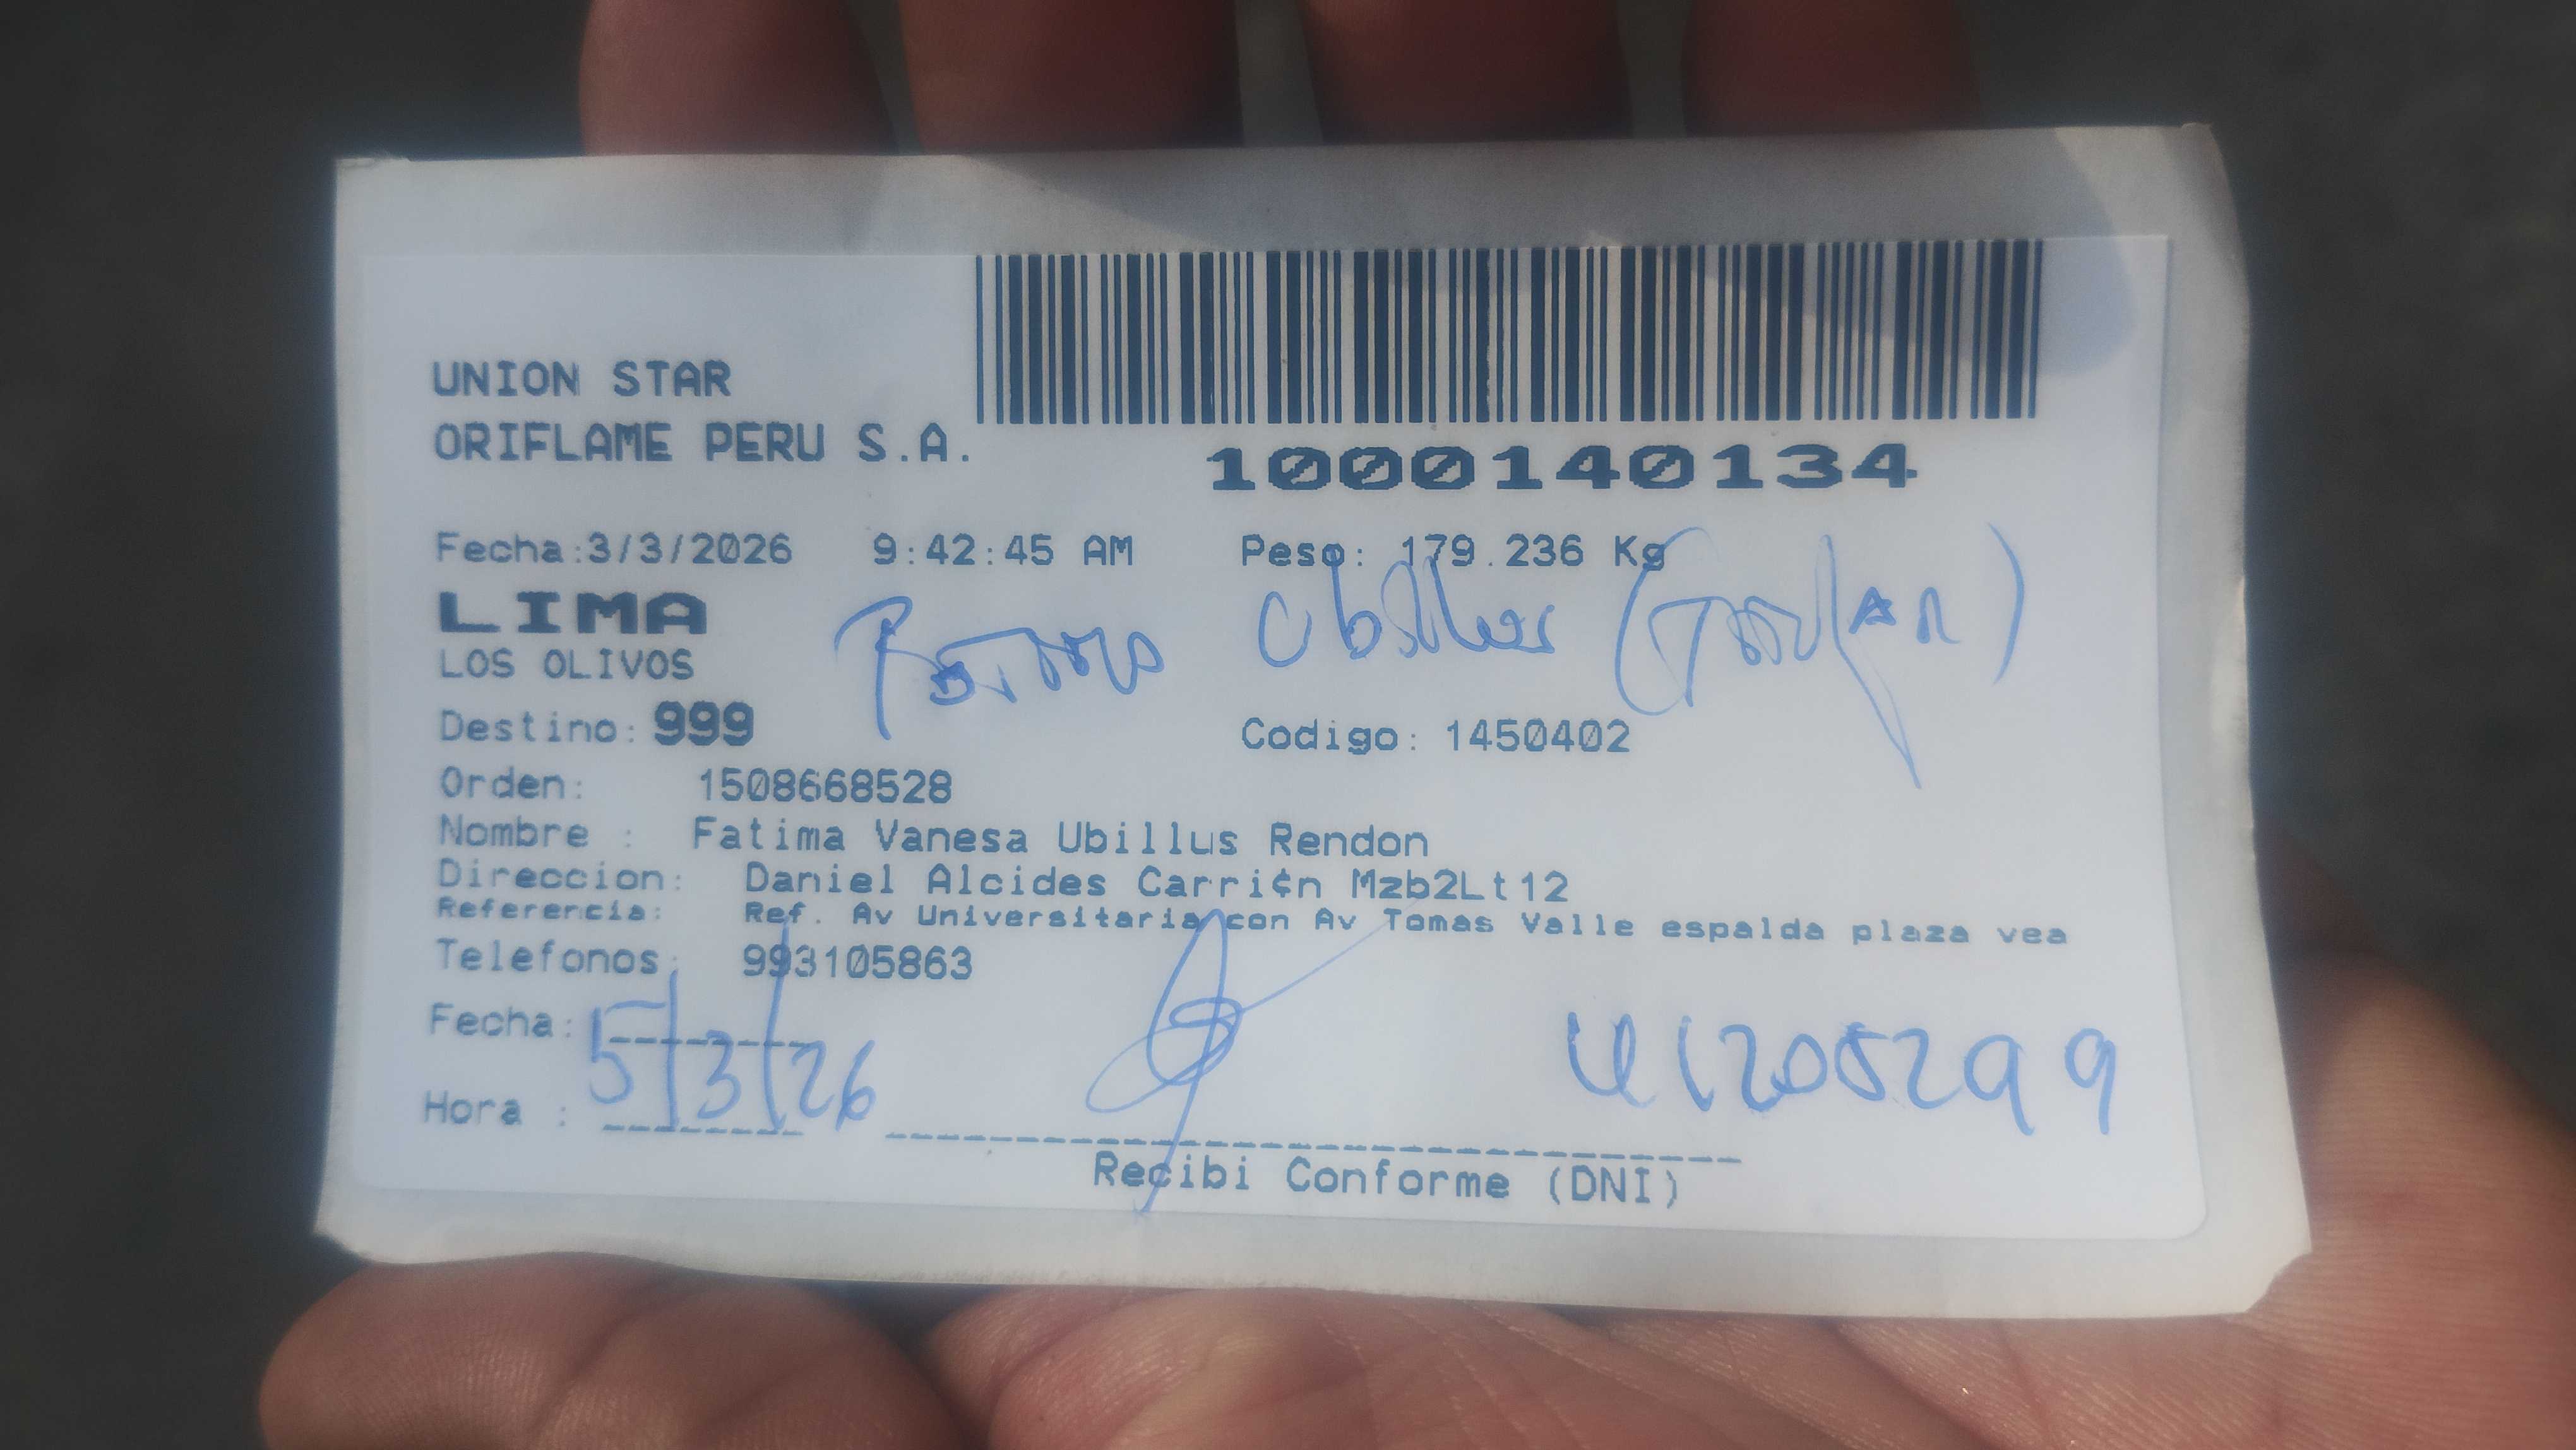 UNION STAR
ORIFLAME PERU S.A.
1000140134
Fecha:3/3/2026 9:42:45 AM Peso: 179.236 Kg
LIMA
Ubillus
LOS OLIVOS
Destino: 999 Codigo: 1450402
Orden: 1508668528
Nombre : Fatima Vanesa Ubillus Rendon
Direccion: Daniel Alcides Carri¢n Mzb2Lt12
Referencia: Ref. Av Universitaria con Av Tomas Valle espalda plaza vea
Telefonos: 993105863
Fecha: 5/3/26
41205299
Hora :
Recibi Conforme (DNI)